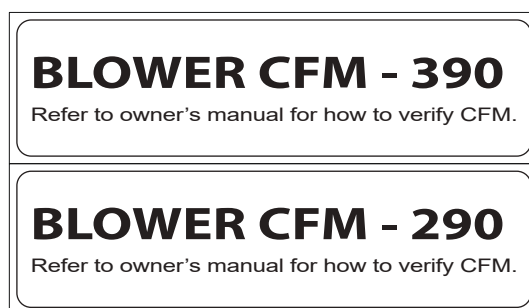 BLOWER CFM - 390
Refer to owner’s manual for how to verify CFM.
BLOWER CFM - 290
Refer to owner’s manual for how to verify CFM.